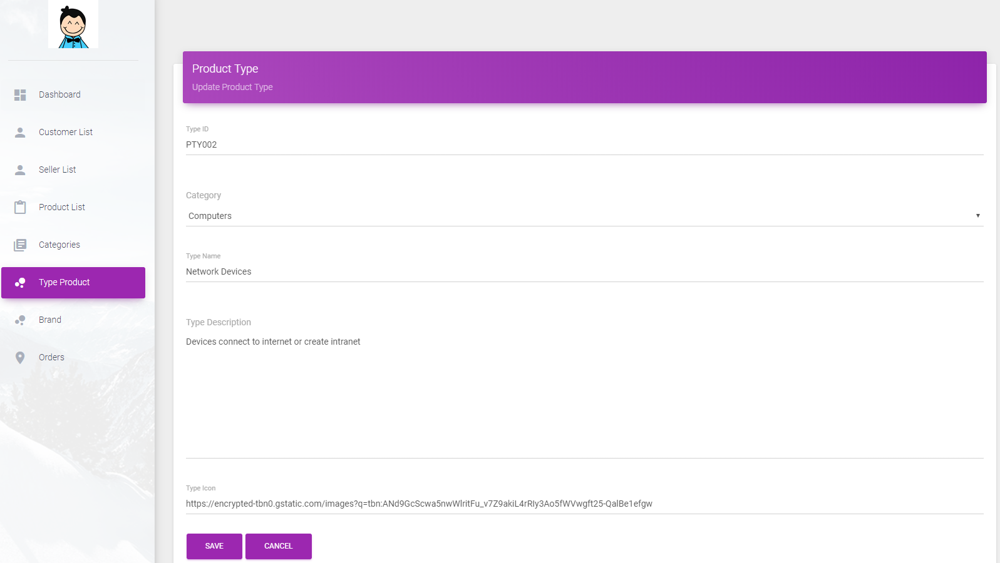 Dashboard
Customer List
Seller List
Product List
Categories
Type Product
Brand
Orders
Product Type
Update Product Type
Type ID
PTY002
Category
Computers
Type Name
Network Devices
Type Description
Devices connect to internet or create intranet
Type Icon
https://encrypted-tbn0.gstatic.com/images?q=tbn:ANd9GcScwa5nwWlritFu_v7Z9akiL4rRIy3Ao5fWVwgft25-QalBe1efgw
SAVE
CANCEL